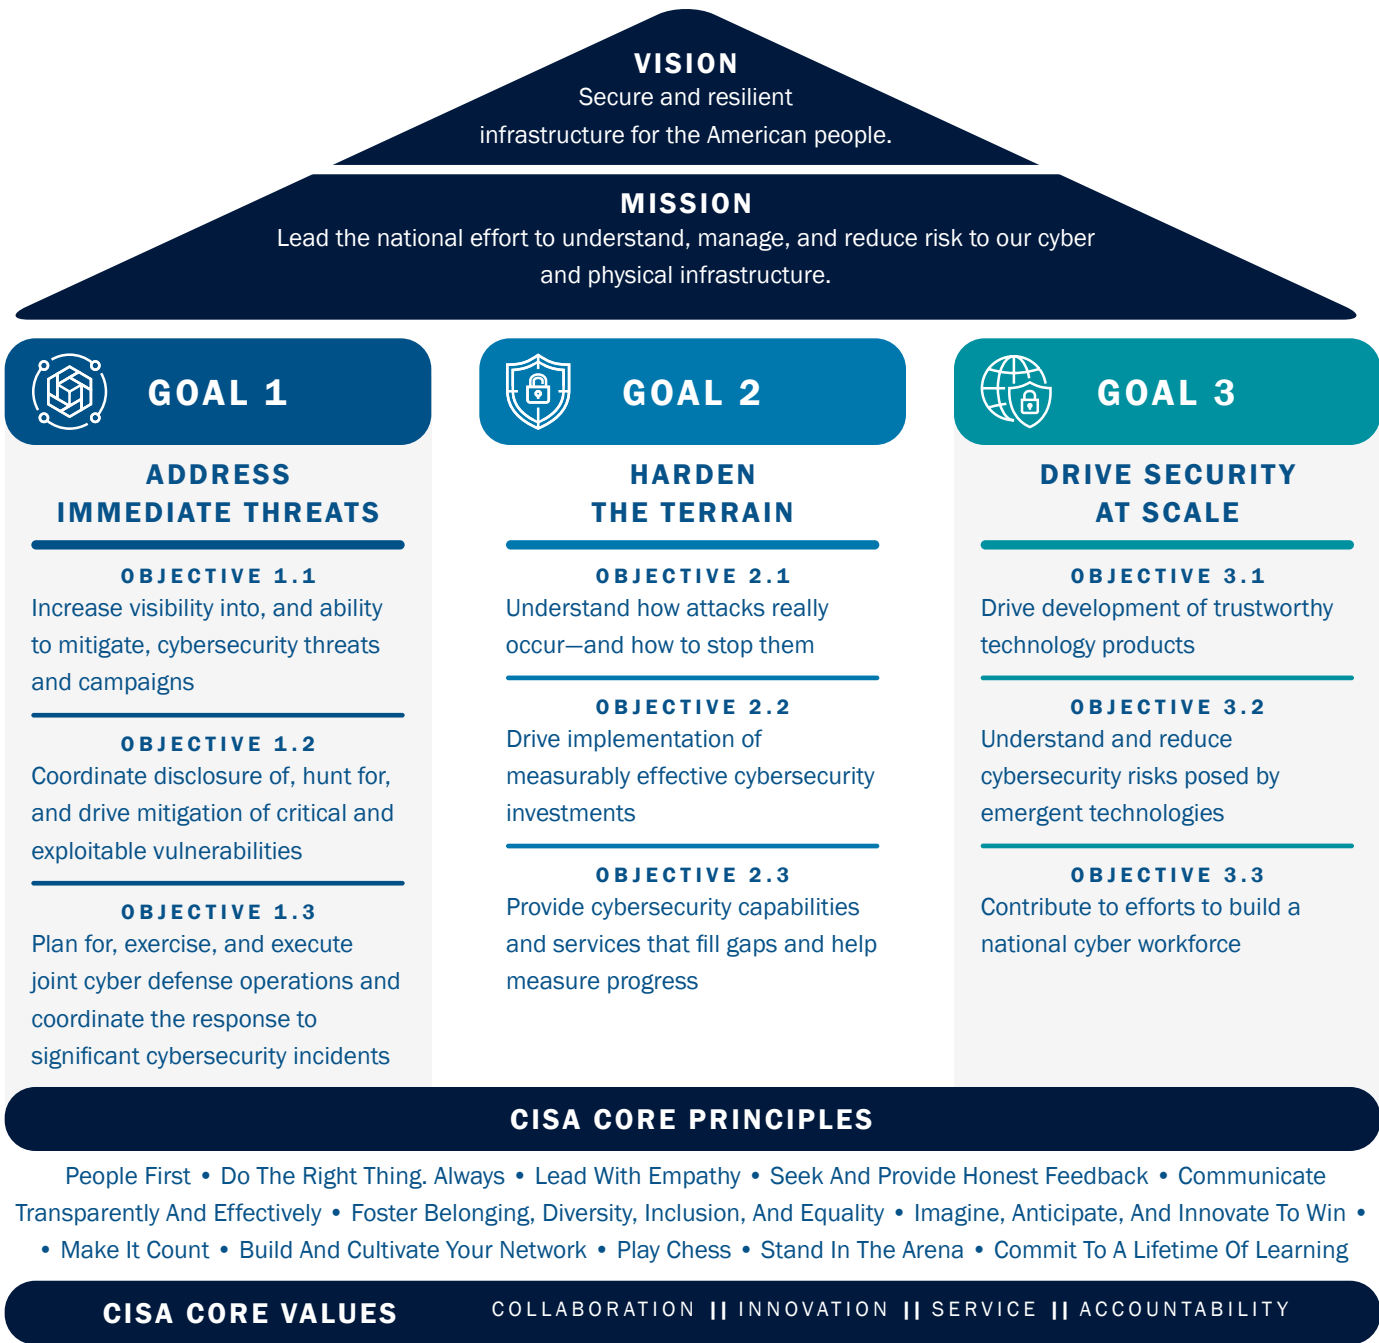 VISION
Secure and resilient
infrastructure for the American people.
MISSION
Lead the national effort to understand, manage, and reduce risk to our cyber
and physical infrastructure.
GOAL 1
ADDRESS
IMMEDIATE THREATS
OBJECTIVE 1.1
Increase visibility into, and ability
to mitigate, cybersecurity threats
and campaigns
OBJECTIVE 1.2
Coordinate disclosure of, hunt for,
and drive mitigation of critical and
exploitable vulnerabilities
OBJECTIVE 1.3
Plan for, exercise, and execute
joint cyber defense operations and
coordinate the response to
significant cybersecurity incidents
GOAL 2
HARDEN
THE TERRAIN
OBJECTIVE 2.1
Understand how attacks really
occur—and how to stop them
OBJECTIVE 2.2
Drive implementation of
measurably effective cybersecurity
investments
OBJECTIVE 2.3
Provide cybersecurity capabilities
and services that fill gaps and help
measure progress
GOAL 3
DRIVE SECURITY
AT SCALE
OBJECTIVE 3.1
Drive development of trustworthy
technology products
OBJECTIVE 3.2
Understand and reduce
cybersecurity risks posed by
emergent technologies
OBJECTIVE 3.3
Contribute to efforts to build a
national cyber workforce
CISA CORE PRINCIPLES
People First • Do The Right Thing. Always • Lead With Empathy • Seek And Provide Honest Feedback • Communicate
Transparently And Effectively • Foster Belonging, Diversity, Inclusion, And Equality • Imagine, Anticipate, And Innovate To Win •
• Make It Count • Build And Cultivate Your Network • Play Chess • Stand In The Arena • Commit To A Lifetime Of Learning
CISA CORE VALUES COLLABORATION || INNOVATION || SERVICE || ACCOUNTABILITY